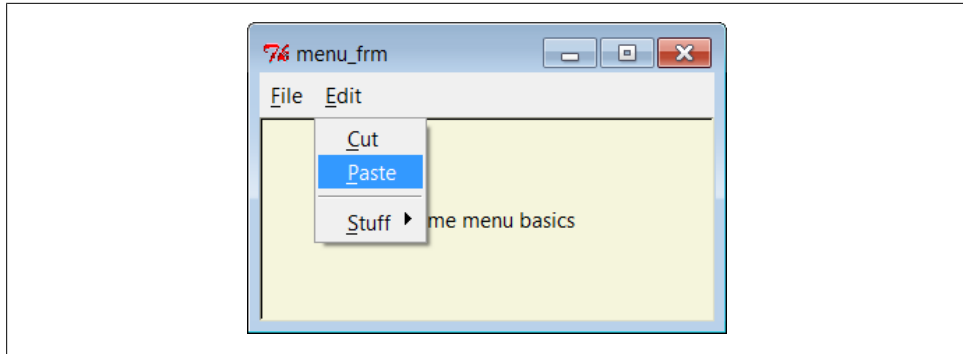 menu_frm
File Edit
Cut
Paste
Stuff
me menu basics